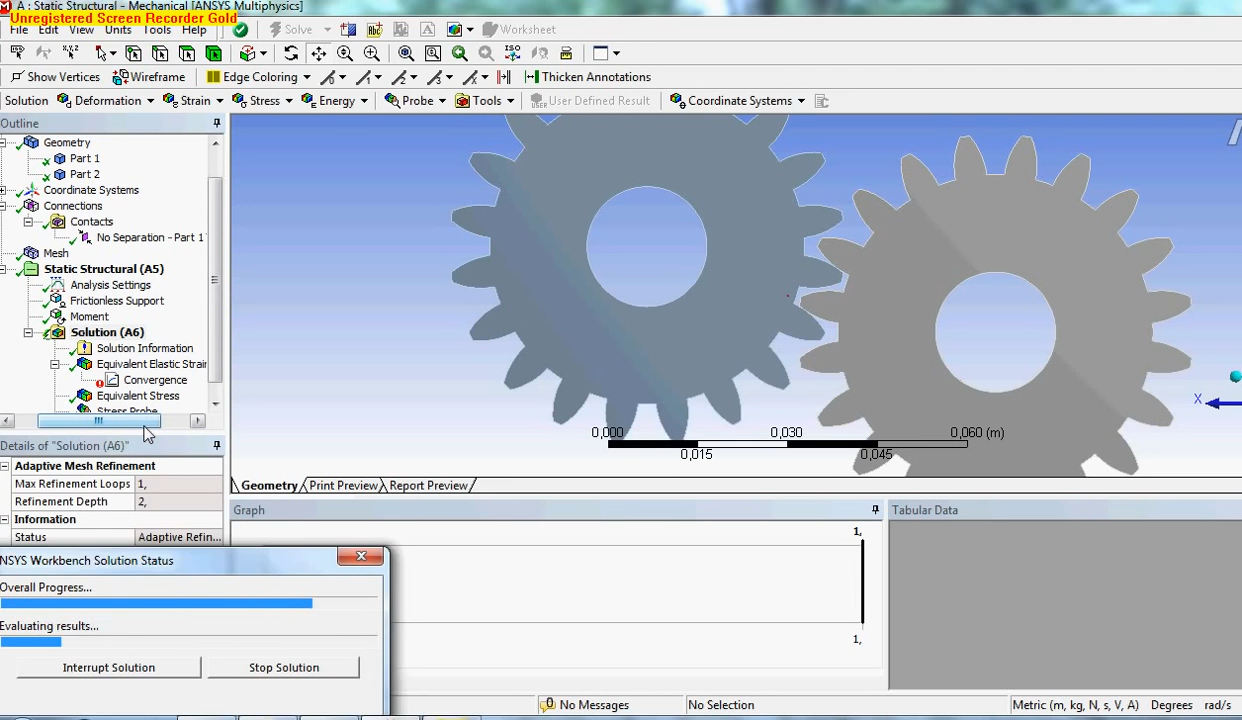 A : Static Structural - Mechanical [ANSYS Multiphysics]
Unregistered Screen Recorder Gold
File Edit View Units Tools Help Solve Worksheet
Show Vertices Wireframe Edge Coloring Thicken Annotations
Solution Deformation Strain Stress Energy Probe Tools User Defined Result Coordinate Systems
Outline
Geometry
Part 1
Part 2
Coordinate Systems
Connections
Contacts
No Separation - Part 1
Mesh
Static Structural (A5)
Analysis Settings
Frictionless Support
Moment
Solution (A6)
Solution Information
Equivalent Elastic Strain
Convergence
Equivalent Stress
Stress Probe
Details of "Solution (A6)"
Adaptive Mesh Refinement
Max Refinement Loops 1,
Refinement Depth 2,
Information
Status Adaptive Refin...
NSYS Workbench Solution Status
Overall Progress...
Evaluating results...
Interrupt Solution Stop Solution
X
0,000 0,030 0,060 (m)
0,015 0,045
Geometry Print Preview Report Preview
Graph
1,
1,
Tabular Data
0 No Messages No Selection Metric (m, kg, N, s, V, A) Degrees rad/s